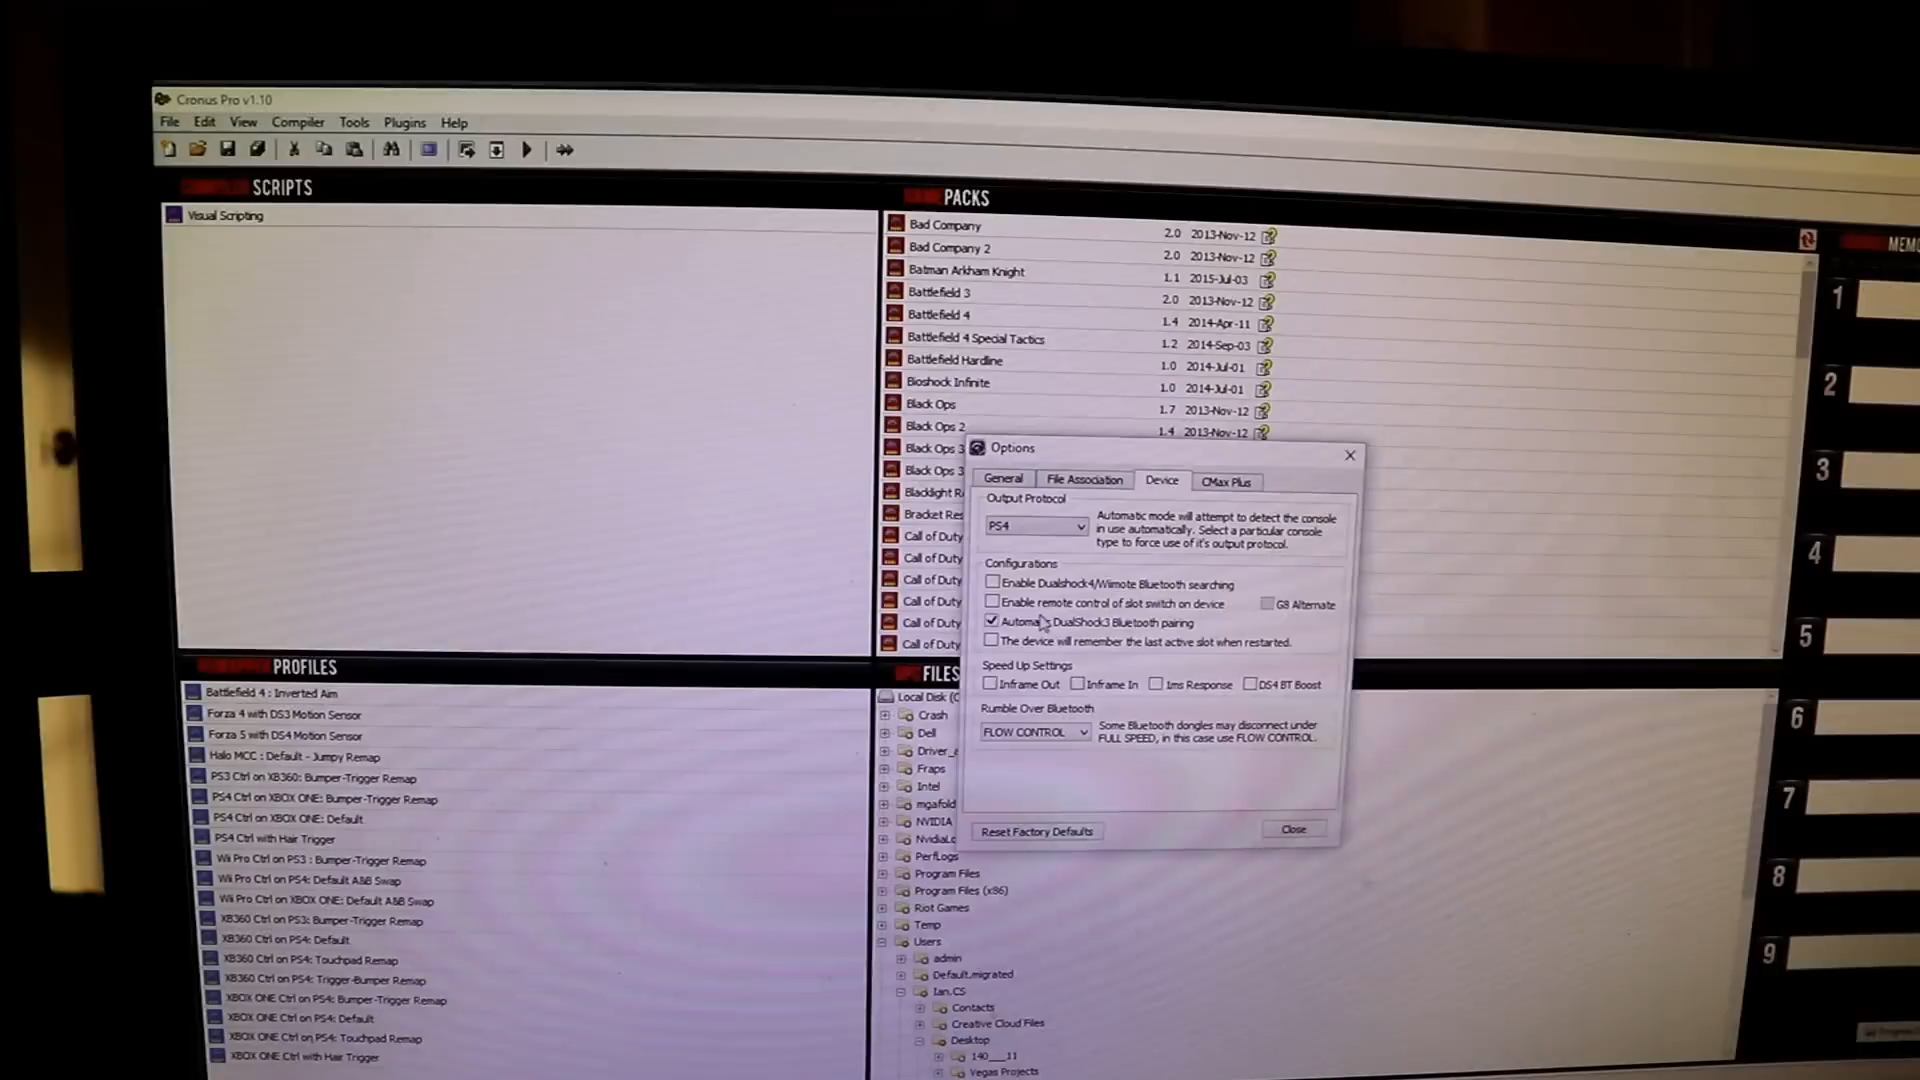 Cronus Pro v1.10
File Edit View Compiler Tools Plugins Help
SCRIPTS
Visual Scripting
PACKS
Bad Company 2.0 2013-Nov-12
Bad Company 2 2.0 2013-Nov-12
Batman Arkham Knight 1.1 2015-Jul-03
Battlefield 3 2.0 2013-Nov-12
Battlefield 4 1.4 2014-Apr-11
Battlefield 4 Special Tactics 1.2 2014-Sep-03
Battlefield Hardline 1.0 2014-Jul-01
Bioshock Infinite 1.0 2014-Jul-01
Black Ops 1.7 2013-Nov-12
Black Ops 2 1.4 2013-Nov-12
Black Ops 3
Black Ops 3
Blacklight R
Bracket Res
Call of Duty
Call of Duty
Call of Duty
Call of Duty
Call of Duty
Call of Duty
Options
General File Association Device CMax Plus
Output Protocol
PS4
Automatic mode will attempt to detect the console
in use automatically. Select a particular console
type to force use of it's output protocol.
Configurations
Enable Dualshock4/Wiimote Bluetooth searching
Enable remote control of slot switch on device
G8 Alternate
Automa DualShock3 Bluetooth pairing
The device will remember the last active slot when restarted.
Speed Up Settings
Inframe Out Inframe In 1ms Response DS4 BT Boost
Rumble Over Bluetooth
FLOW CONTROL
Some Bluetooth dongles may disconnect under
FULL SPEED, in this case use FLOW CONTROL.
Reset Factory Defaults
Close
MEMO
1
2
3
4
5
6
7
8
9
PROFILES
Battlefield 4 : Inverted Aim
Forza 4 with DS3 Motion Sensor
Forza 5 with DS4 Motion Sensor
Halo MCC : Default - Jumpy Remap
PS3 Ctrl on XB360: Bumper-Trigger Remap
PS4 Ctrl on XBOX ONE: Bumper-Trigger Remap
PS4 Ctrl on XBOX ONE: Default
PS4 Ctrl with Hair Trigger
Wii Pro Ctrl on PS3 : Bumper-Trigger Remap
Wii Pro Ctrl on PS4: Default A&B Swap
Wii Pro Ctrl on XBOX ONE: Default A&B Swap
XB360 Ctrl on PS3: Bumper-Trigger Remap
XB360 Ctrl on PS4: Default
XB360 Ctrl on PS4: Touchpad Remap
XB360 Ctrl on PS4: Trigger-Bumper Remap
XBOX ONE Ctrl on PS4: Bumper-Trigger Remap
XBOX ONE Ctrl on PS4: Default
XBOX ONE Ctrl on PS4: Touchpad Remap
XBOX ONE Ctrl with Hair Trigger
FILES
Local Disk (C
Crash
Dell
Driver_a
Fraps
Intel
mgafold
NVIDIA
NvidiaLo
PerfLogs
Program Files
Program Files (x86)
Riot Games
Temp
Users
admin
Default.migrated
Ian.CS
Contacts
Creative Cloud Files
Desktop
140___11
Vegas Projects